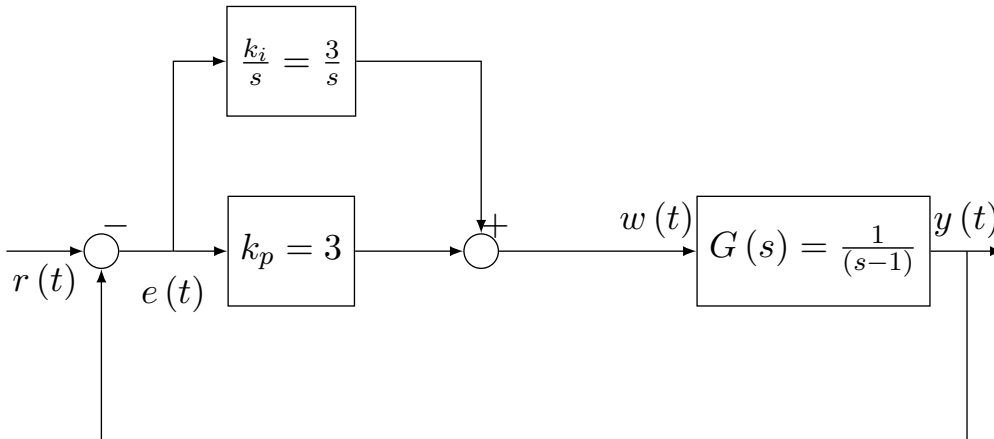 k_i/s = 3/s
−
+
w (t)
y (t)
k_p = 3
G (s) = 1/(s−1)
r (t)
e (t)